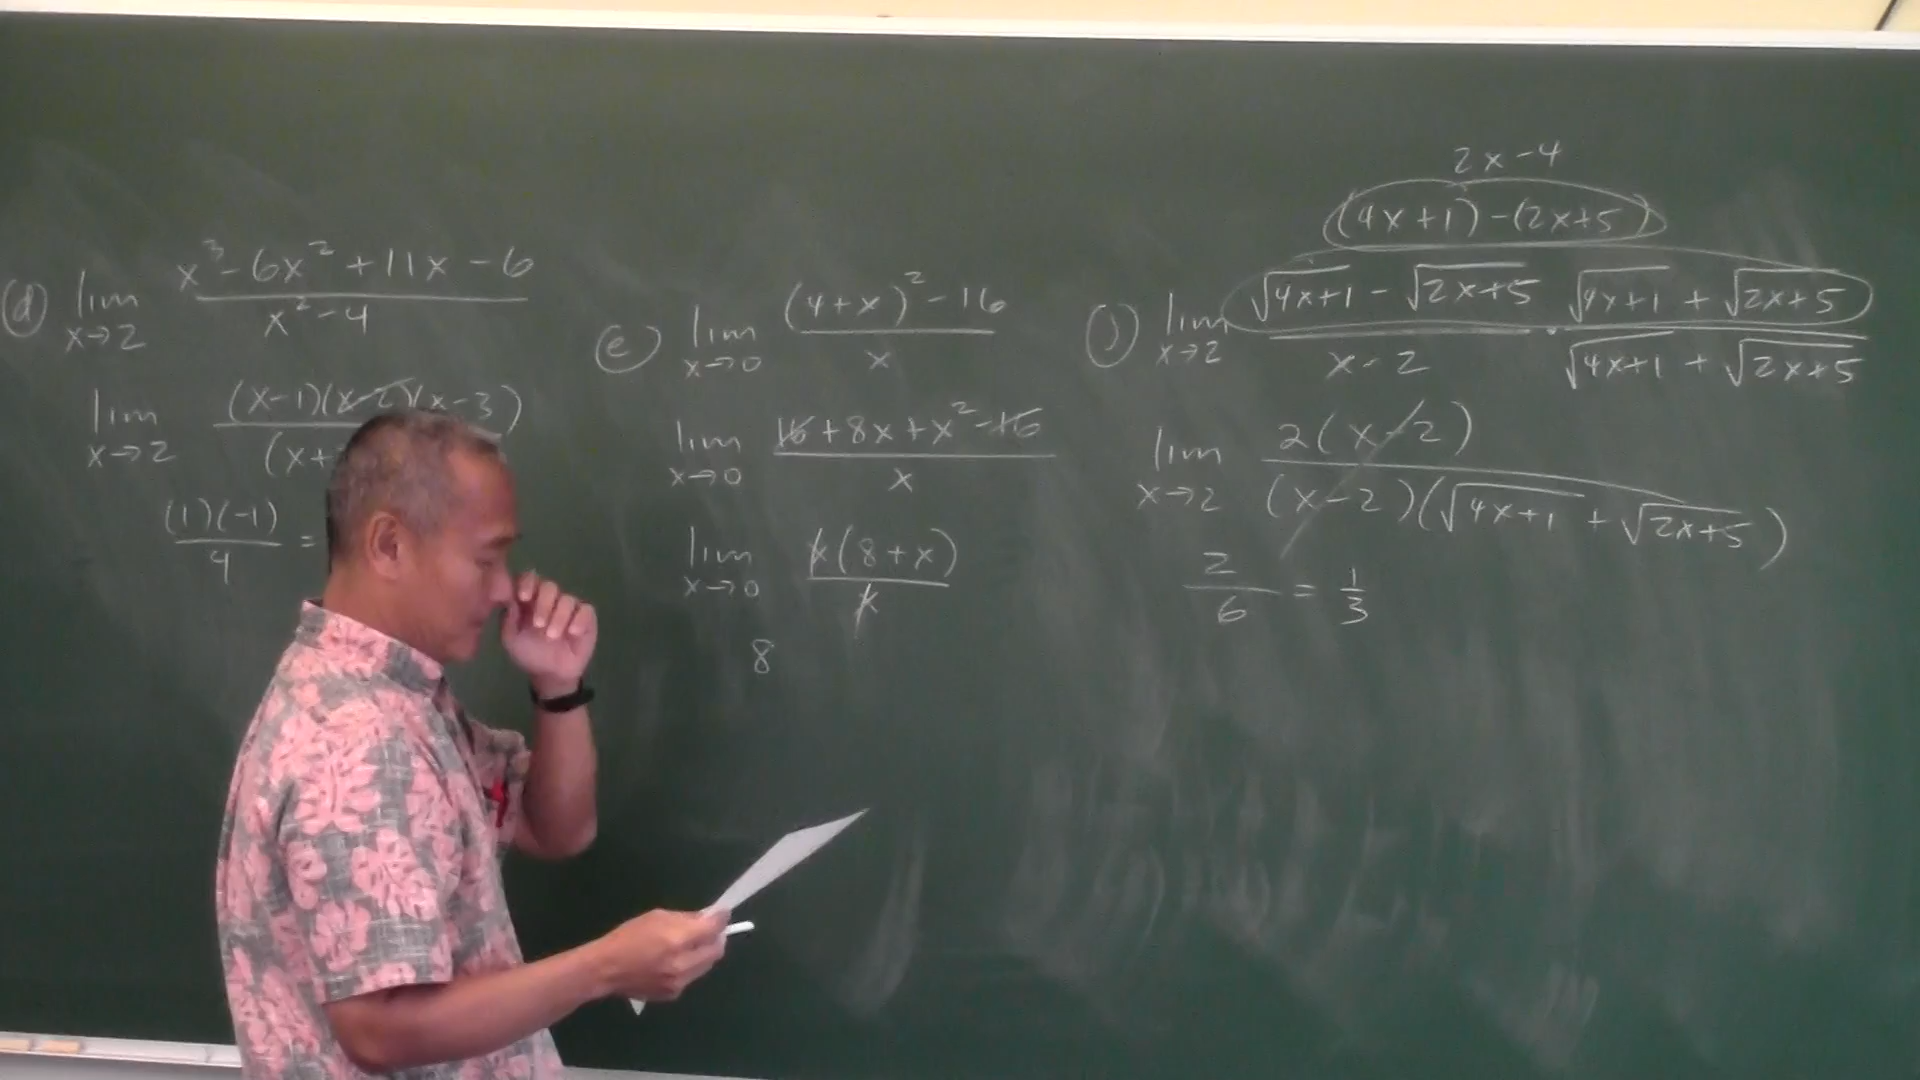 (d) lim x→2 (x³ - 6x² + 11x - 6) / (x² - 4)
lim x→2 (x-1)(x-2)(x-3) / (x+
(1)(-1) / 4 =
(e) lim x→0 ((4+x)² - 16) / x
lim x→0 (16 + 8x + x² - 16) / x
lim x→0 x(8+x) / x
8
2x-4
(4x+1) - (2x+5)
(j) lim x→2 (√4x+1 - √2x+5) / (x-2) · (√4x+1 + √2x+5) / (√4x+1 + √2x+5)
lim x→2 2(x-2) / (x-2)(√4x+1 + √2x+5)
2/6 = 1/3